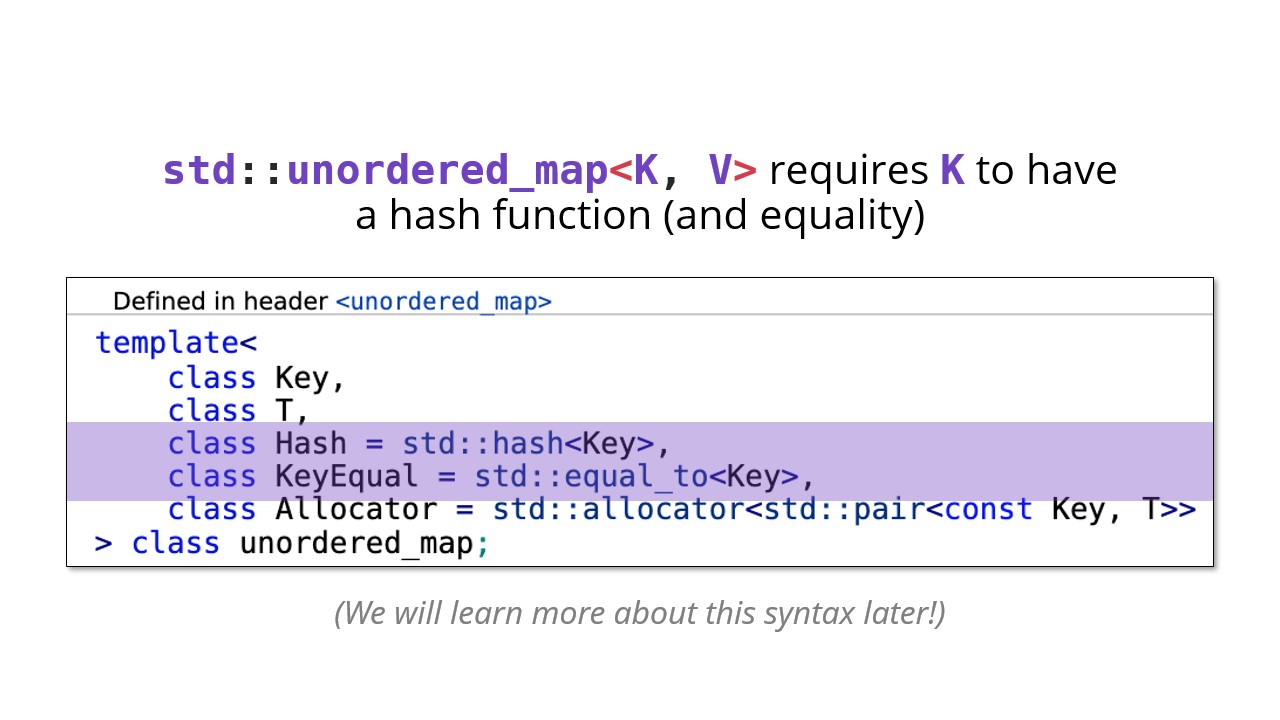 std::unordered_map<K, V> requires K to have
a hash function (and equality)
Defined in header <unordered_map>
template<
    class Key,
    class T,
    class Hash = std::hash<Key>,
    class KeyEqual = std::equal_to<Key>,
    class Allocator = std::allocator<std::pair<const Key, T>>
> class unordered_map;
(We will learn more about this syntax later!)